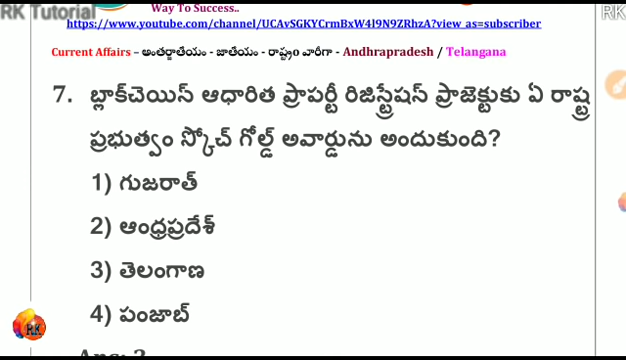 RK Tutorial
Way To Success..
RK
https://www.youtube.com/channel/UCAvSGKYCrmBxW4l9N9ZRhzA?view_as=subscriber
Current Affairs – అంతర్జాతీయం - జాతీయం - రాష్ట్రం వారీగా - Andhrapradesh / Telangana
7. బ్లాక్‌చెయిన్ ఆధారిత ప్రాపర్టీ రిజిస్ట్రేషన్ ప్రాజెక్టుకు ఏ రాష్ట్ర
ప్రభుత్వం స్కోచ్ గోల్డ్ అవార్డును అందుకుంది?
1) గుజరాత్
2) ఆంధ్రప్రదేశ్
3) తెలంగాణ
4) పంజాబ్
RK